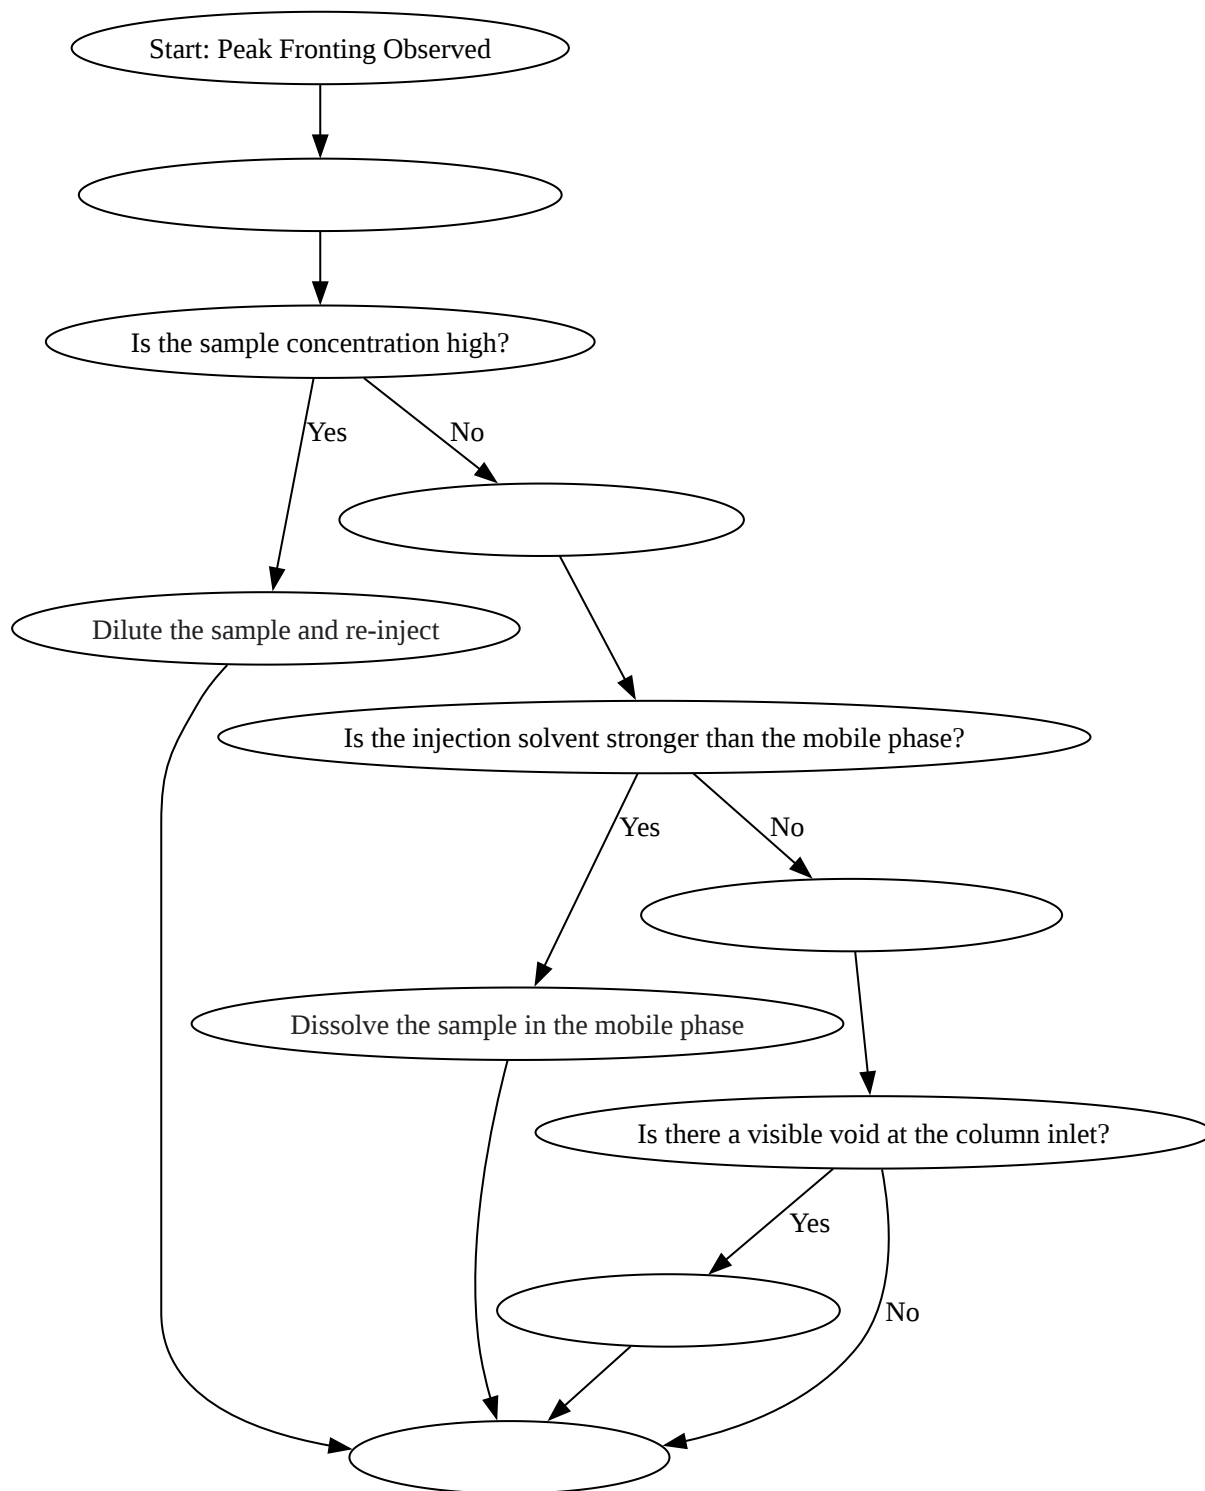 Start: Peak Fronting Observed
Is the sample concentration high?
Yes
No
Dilute the sample and re-inject
Is the injection solvent stronger than the mobile phase?
Yes
No
Dissolve the sample in the mobile phase
Is there a visible void at the column inlet?
Yes
No